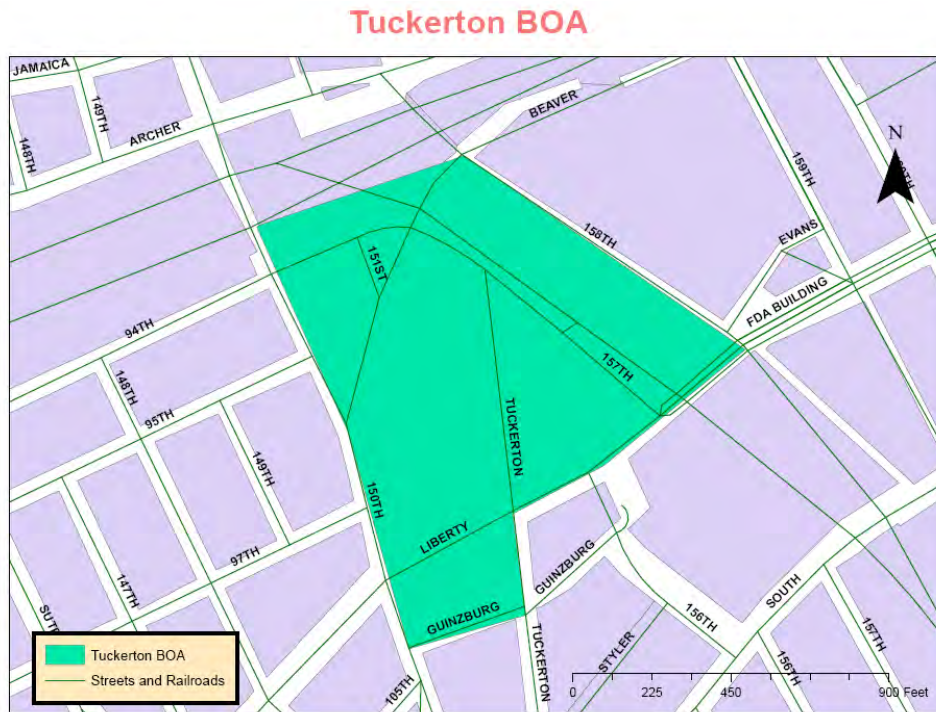 Tuckerton BOA
JAMAICA
149TH
148TH
ARCHER
BEAVER
159TH
N
158TH
EVANS
151ST
FDA BUILDING
94TH
157TH
148TH
95TH
149TH
TUCKERTON
150TH
LIBERTY
97TH
147TH
GUINZBURG
SOUTH
GUINZBURG
156TH
157TH
STYLER
TUCKERTON
156TH
105TH
Tuckerton BOA
Streets and Railroads
0 225 450 900 Feet